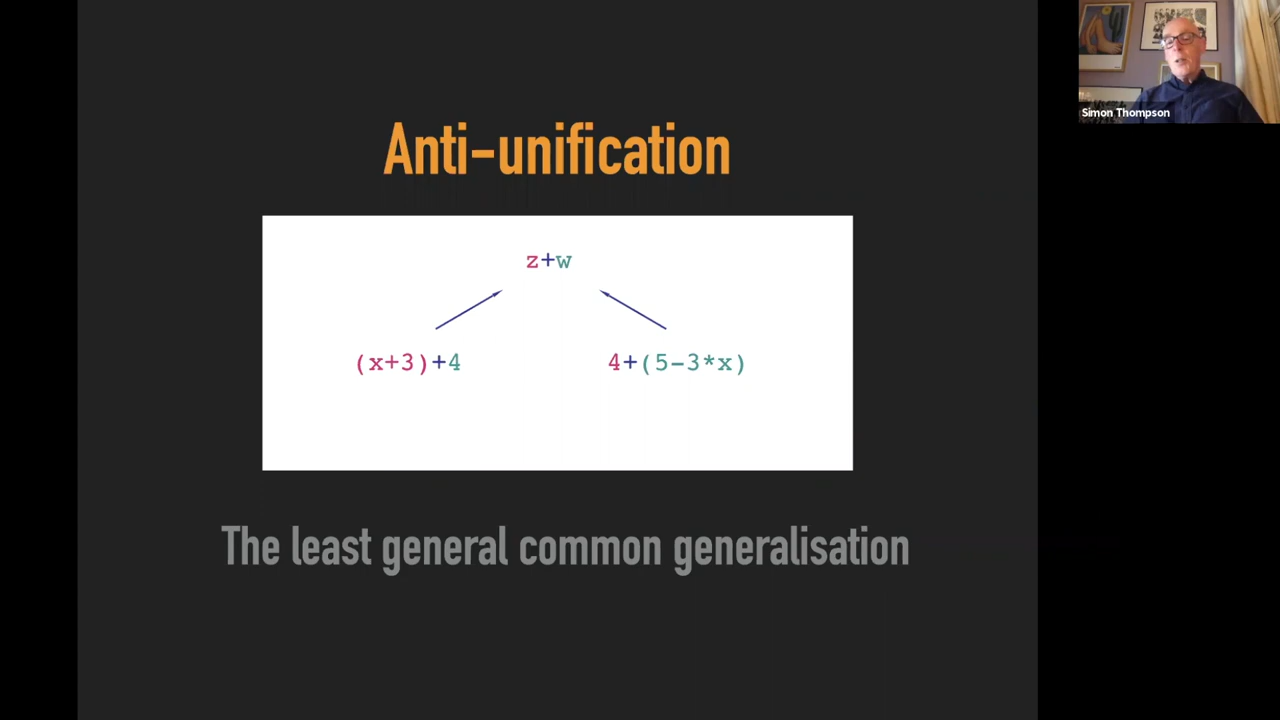 Anti-unification
z+w
(x+3)+4
4+(5-3*x)
The least general common generalisation
Simon Thompson